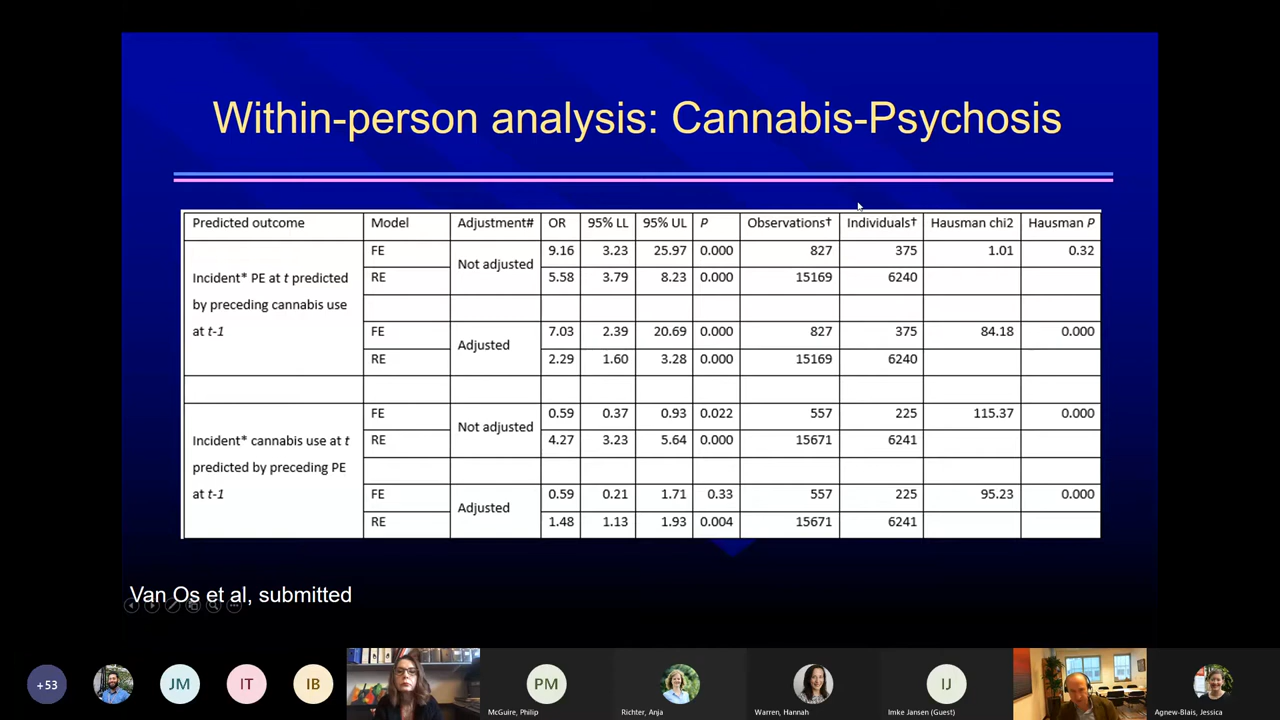 Within-person analysis: Cannabis-Psychosis
Predicted outcome Model Adjustment# OR 95% LL 95% UL P Observations† Individuals† Hausman chi2 Hausman P
Incident* PE at t predicted by preceding cannabis use at t-1
FE Not adjusted 9.16 3.23 25.97 0.000 827 375 1.01 0.32
RE 5.58 3.79 8.23 0.000 15169 6240
FE Adjusted 7.03 2.39 20.69 0.000 827 375 84.18 0.000
RE 2.29 1.60 3.28 0.000 15169 6240
Incident* cannabis use at t predicted by preceding PE at t-1
FE Not adjusted 0.59 0.37 0.93 0.022 557 225 115.37 0.000
RE 4.27 3.23 5.64 0.000 15671 6241
FE Adjusted 0.59 0.21 1.71 0.33 557 225 95.23 0.000
RE 1.48 1.13 1.93 0.004 15671 6241
Van Os et al, submitted
+53 JM IT IB PM IJ
McGuire, Philip Richter, Anja Warren, Hannah Imke Jansen (Guest) Agnew-Blais, Jessica